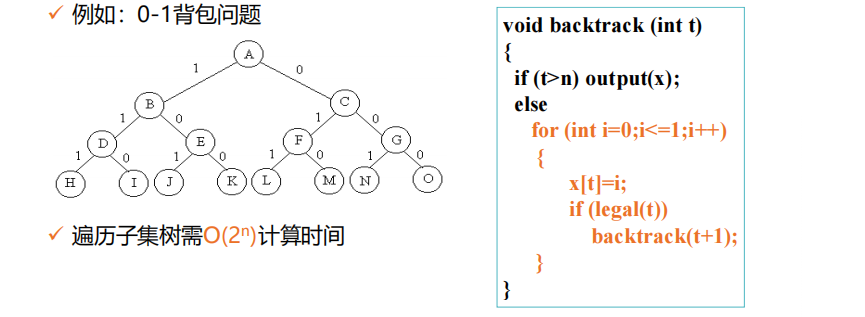 ✓ 例如：0-1背包问题
A
1
0
B
C
1
0
1
0
D
E
F
G
1
0
1
0
1
0
1
0
H
I
J
K
L
M
N
O
✓ 遍历子集树需O(2ⁿ)计算时间
void backtrack (int t)
{
if (t>n) output(x);
else
for (int i=0;i<=1;i++)
{
x[t]=i;
if (legal(t))
backtrack(t+1);
}
}